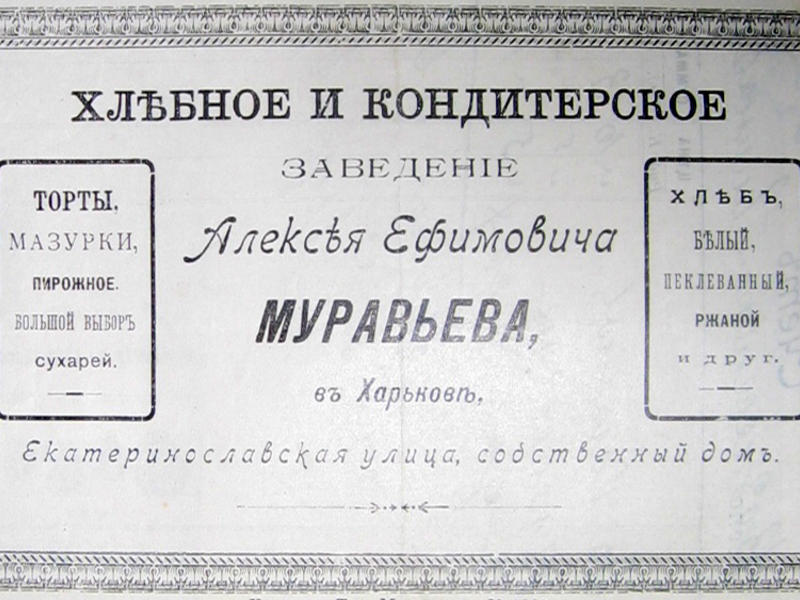 ХЛѢБНОЕ И КОНДИТЕРСКОЕ
ЗАВЕДЕНІЕ
Алексѣя Ефимовича
МУРАВЬЕВА,
въ Харьковѣ,
Екатеринославская улица, собственный домъ.
ТОРТЫ,
МАЗУРКИ,
ПИРОЖНОЕ.
БОЛЬШОЙ ВЫБОРЪ
сухарей.
ХЛѢБЪ,
БѢЛЫЙ,
ПЕКЛЕВАННЫЙ,
РЖАНОЙ
и друг.